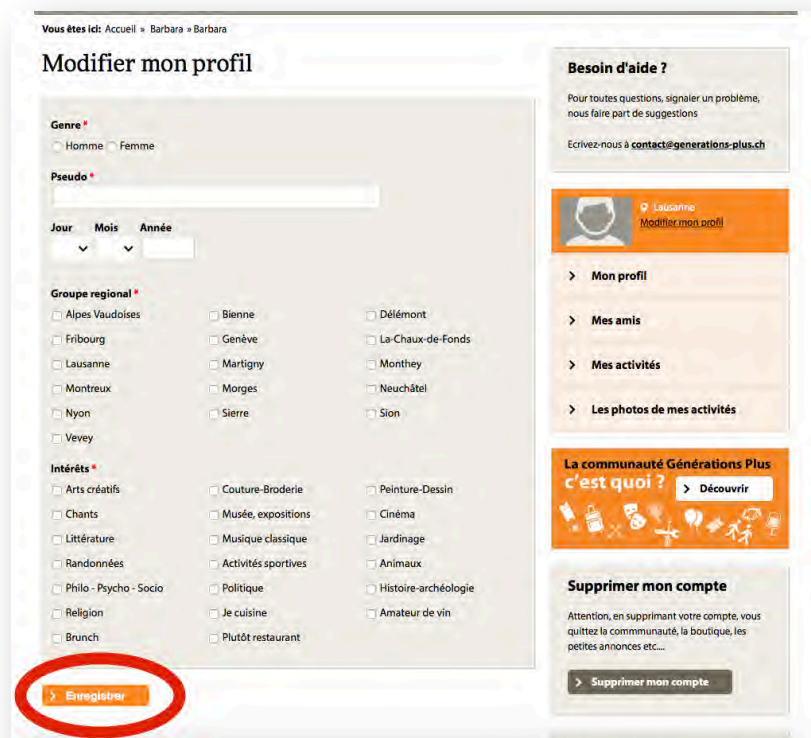 Vous êtes ici: Accueil » Barbara » Barbara
Modifier mon profil
Genre *
Homme Femme
Pseudo *
Jour Mois Année
Groupe regional *
Alpes Vaudoises Bienne Délémont
Fribourg Genève La-Chaux-de-Fonds
Lausanne Martigny Monthey
Montreux Morges Neuchâtel
Nyon Sierre Sion
Vevey
Intérêts *
Arts créatifs Couture-Broderie Peinture-Dessin
Chants Musée, expositions Cinéma
Littérature Musique classique Jardinage
Randonnées Activités sportives Animaux
Philo - Psycho - Socio Politique Histoire-archéologie
Religion Je cuisine Amateur de vin
Brunch Plutôt restaurant
> Enregistrer
Besoin d'aide ?
Pour toutes questions, signaler un problème,
nous faire part de suggestions
Ecrivez-nous à contact@generations-plus.ch
Lausanne
Modifier mon profil
> Mon profil
> Mes amis
> Mes activités
> Les photos de mes activités
La communauté Générations Plus
c'est quoi ? > Découvrir
Supprimer mon compte
Attention, en supprimant votre compte, vous
quittez la commmunauté, la boutique, les
petites annonces etc....
> Supprimer mon compte